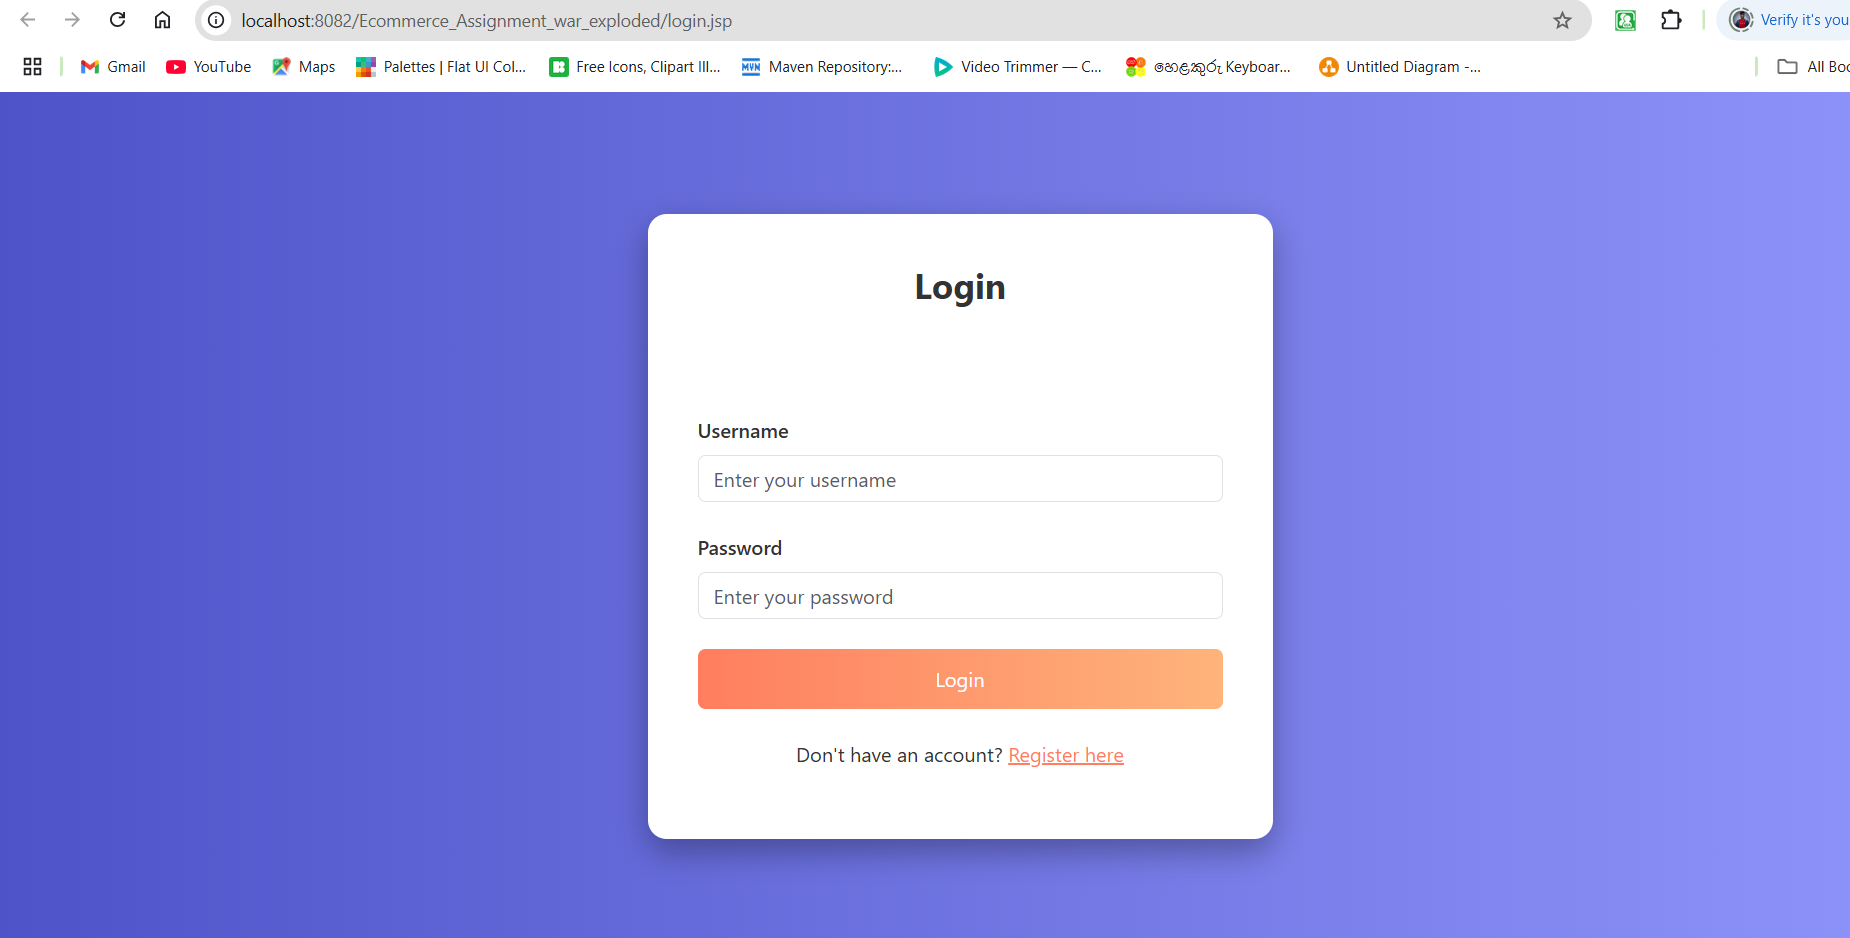 localhost:8082/Ecommerce_Assignment_war_exploded/login.jsp Verify it's you
Gmail YouTube Maps Palettes | Flat UI Col... Free Icons, Clipart Ill... MVN Maven Repository:... Video Trimmer — C... හෙළකුරු Keyboar... Untitled Diagram -... All Boo
Login
Username
Enter your username
Password
Enter your password
Login
Don't have an account? Register here